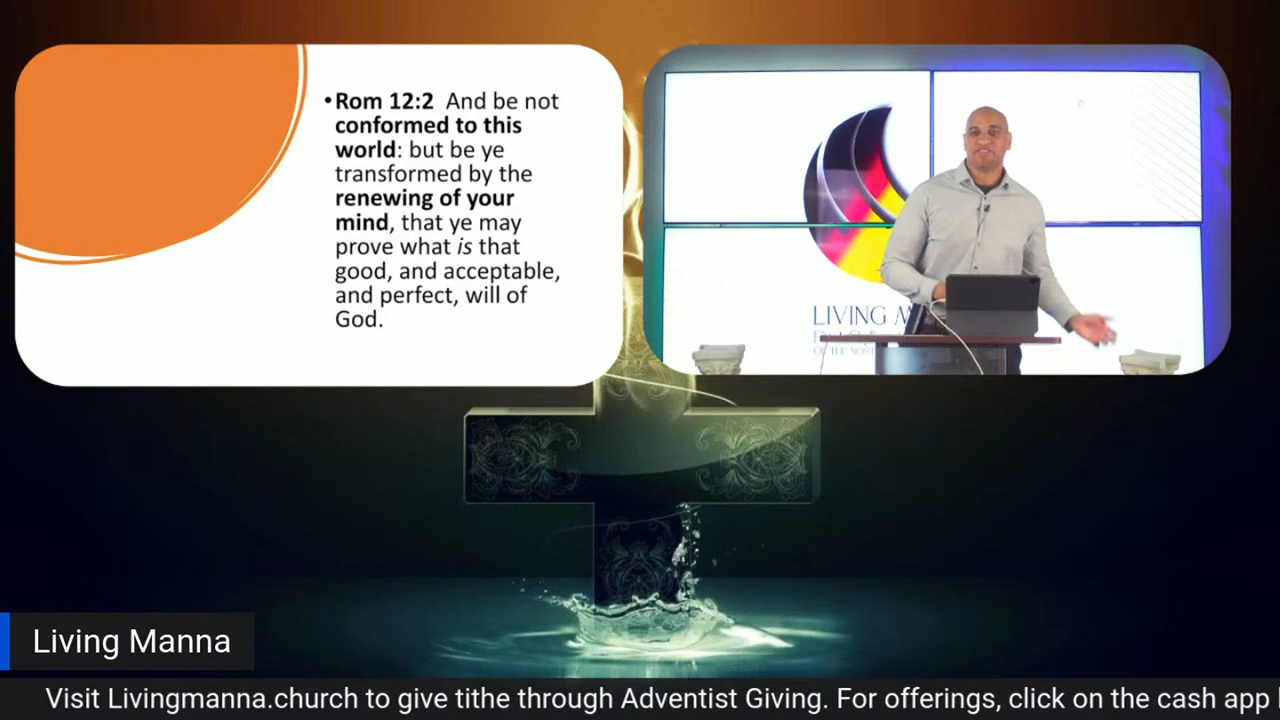 • Rom 12:2 And be not
conformed to this
world: but be ye
transformed by the
renewing of your
mind, that ye may
prove what is that
good, and acceptable,
and perfect, will of
God.
LIVING
OF THE
Living Manna
Visit Livingmanna.church to give tithe through Adventist Giving. For offerings, click on the cash app